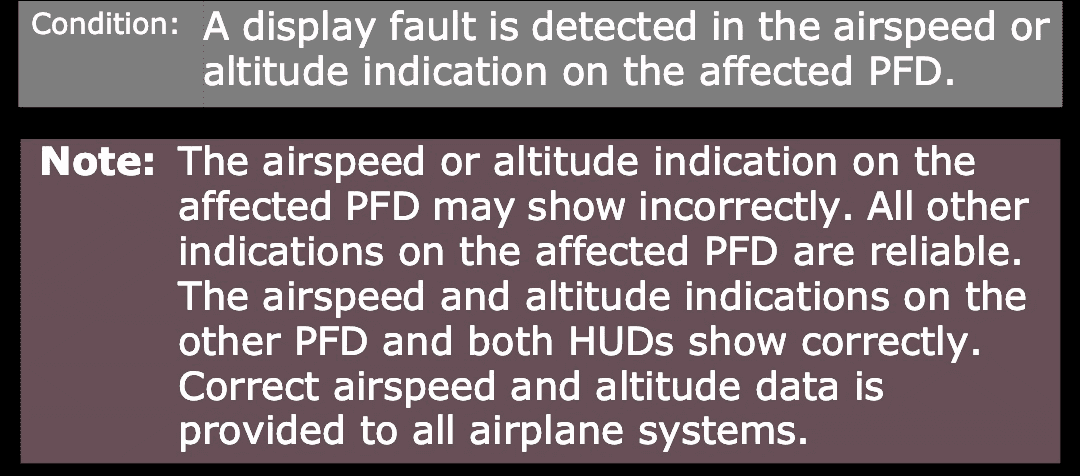 Condition: A display fault is detected in the airspeed or
altitude indication on the affected PFD.
Note: The airspeed or altitude indication on the
affected PFD may show incorrectly. All other
indications on the affected PFD are reliable.
The airspeed and altitude indications on the
other PFD and both HUDs show correctly.
Correct airspeed and altitude data is
provided to all airplane systems.